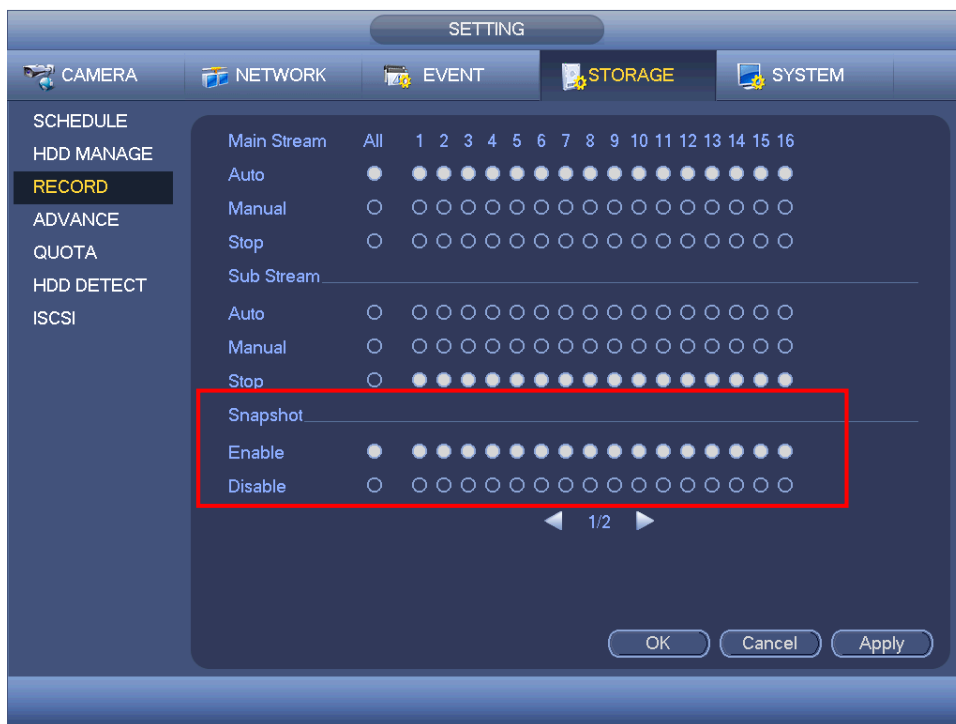 SETTING
CAMERA NETWORK EVENT STORAGE SYSTEM
SCHEDULE
HDD MANAGE
RECORD
ADVANCE
QUOTA
HDD DETECT
ISCSI
Main Stream All 1 2 3 4 5 6 7 8 9 10 11 12 13 14 15 16
Auto
Manual
Stop
Sub Stream
Auto
Manual
Stop
Snapshot
Enable
Disable
1/2
OK Cancel Apply